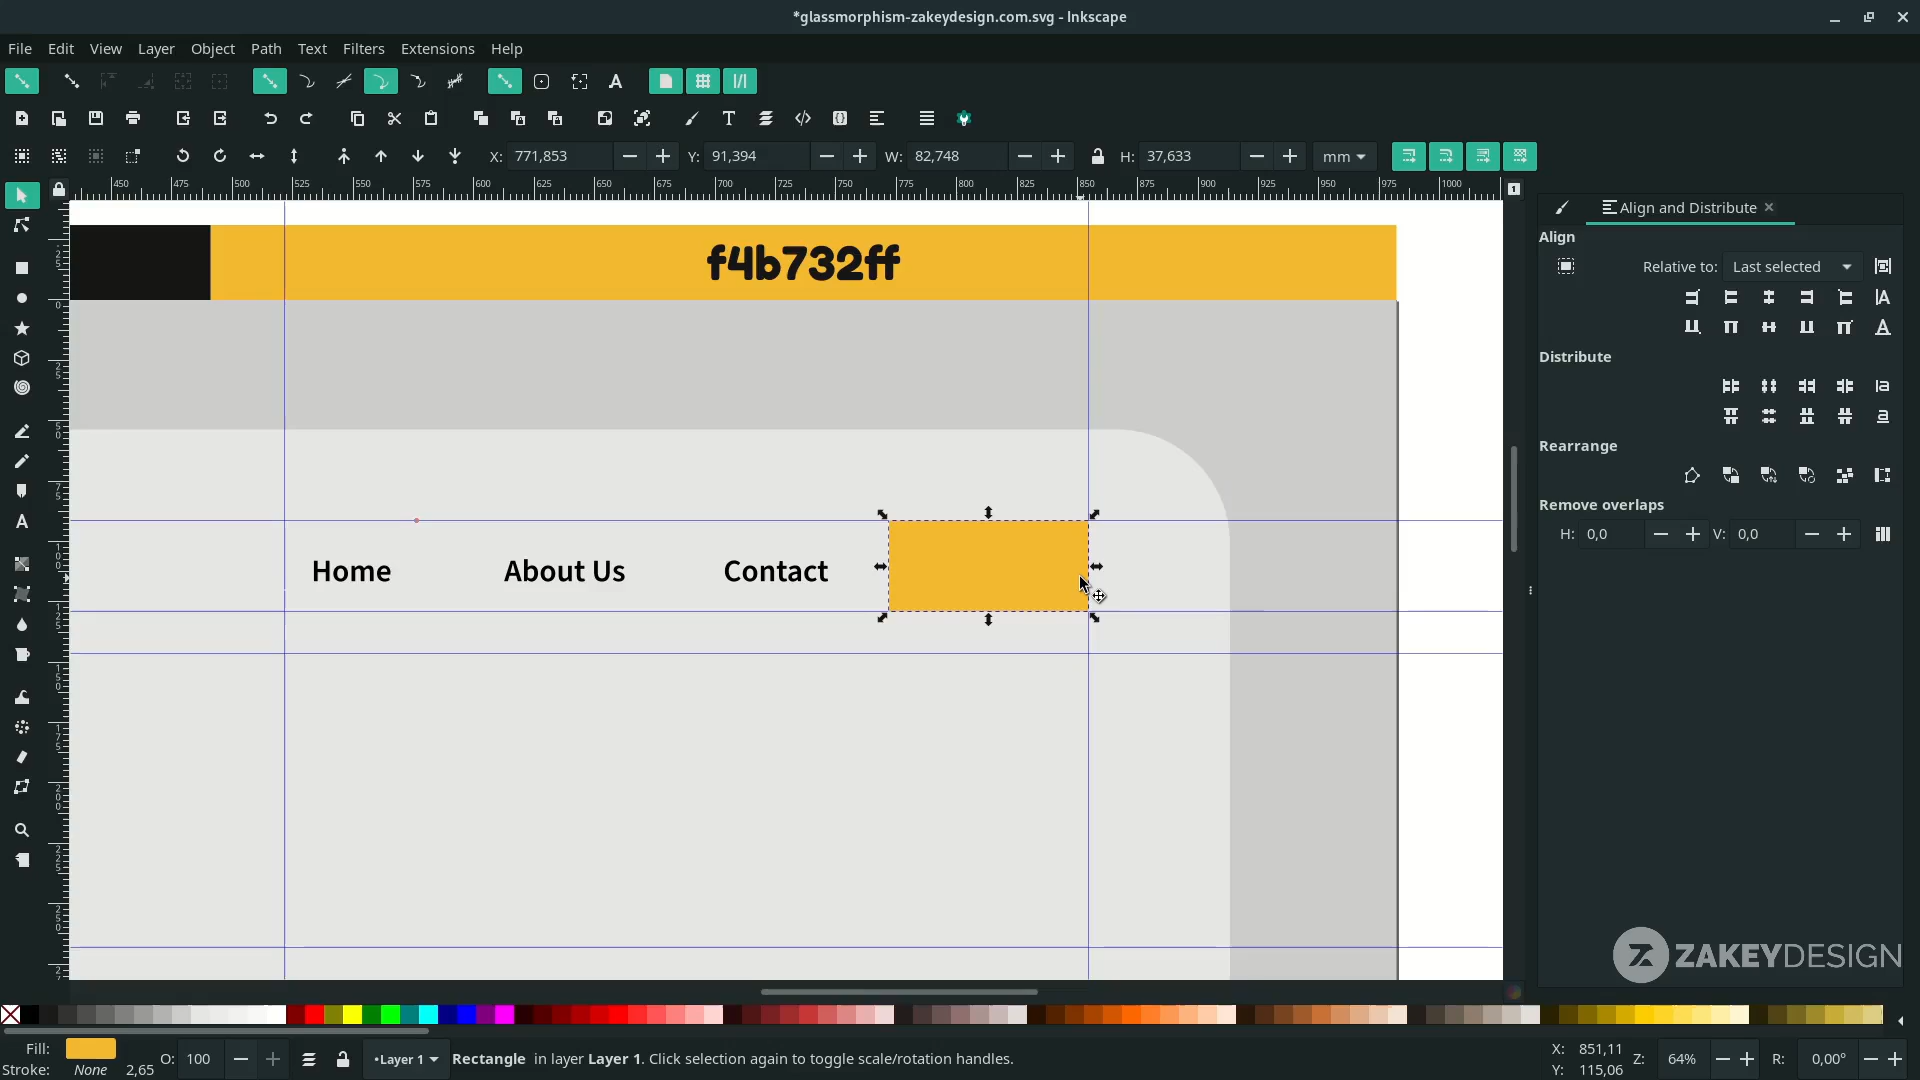 *glassmorphism-zakeydesign.com.svg - Inkscape
File Edit View Layer Object Path Text Filters Extensions Help
X: 771,853 Y: 91,394 W: 82,748 H: 37,633 mm
450 475 500 525 550 575 600 625 650 675 700 725 750 775 800 825 850 875 900 925 950 975 1000
1
Align and Distribute
Align
Relative to: Last selected
Distribute
Rearrange
Remove overlaps
H: 0,0 V: 0,0
f4b732ff
Home About Us Contact
ZAKEYDESIGN
Fill:
O: 100
•Layer 1
Rectangle in layer Layer 1. Click selection again to toggle scale/rotation handles.
X: 851,11
Z: 64%
R: 0,00°
Stroke: None 2,65
Y: 115,06